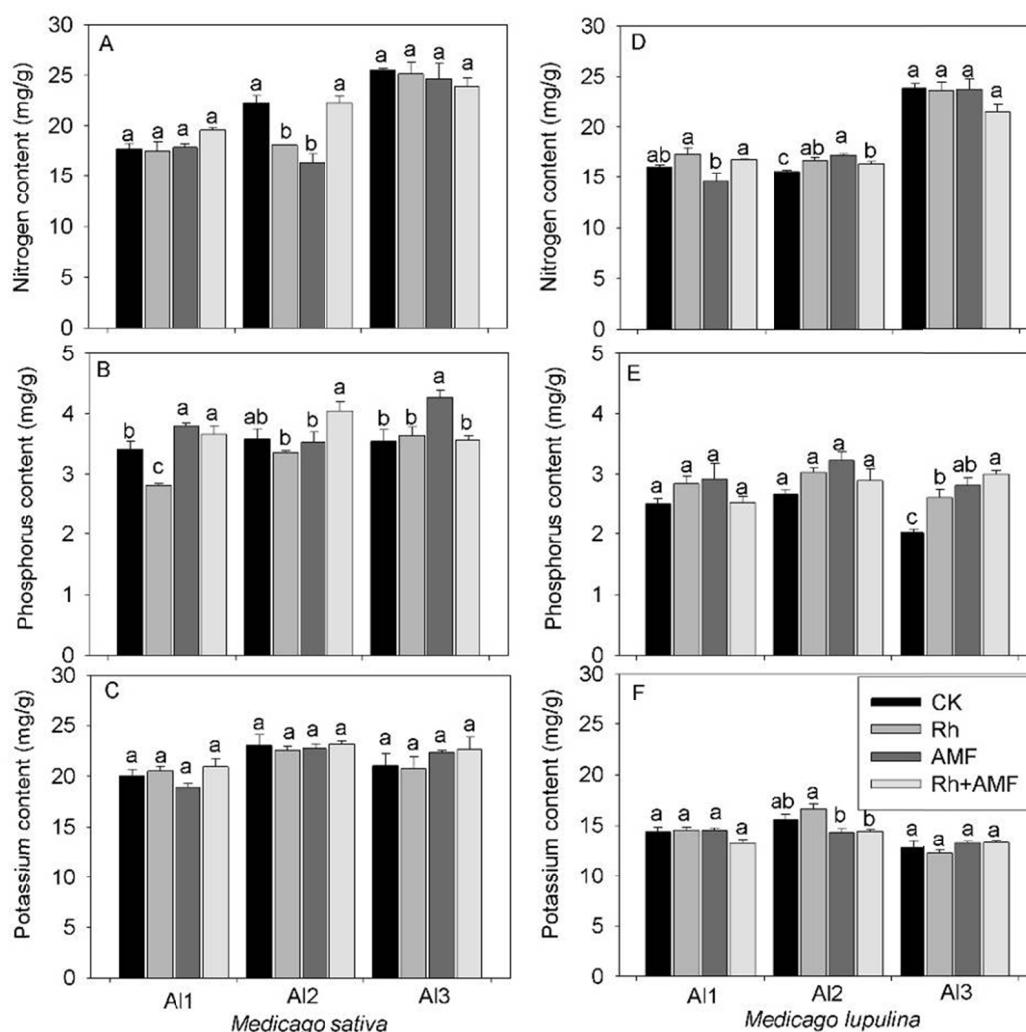 A
Nitrogen content (mg/g)
30
25
20
15
10
5
0
a a a a
a b b a
a a a a
D
Nitrogen content (mg/g)
30
25
20
15
10
5
0
ab a b a
c ab a b
a a a a
B
Phosphorus content (mg/g)
5
4
3
2
1
0
b c a a
ab b b a
b b a b
E
Phosphorus content (mg/g)
5
4
3
2
1
0
a a a a
a a a a
c b ab a
C
Potassium content (mg/g)
30
25
20
15
10
5
0
a a a a
a a a a
a a a a
Al1 Al2 Al3
Medicago sativa
F
Potassium content (mg/g)
30
25
20
15
10
5
0
CK
Rh
AMF
Rh+AMF
a a a a
ab a b b
a a a a
Al1 Al2 Al3
Medicago lupulina